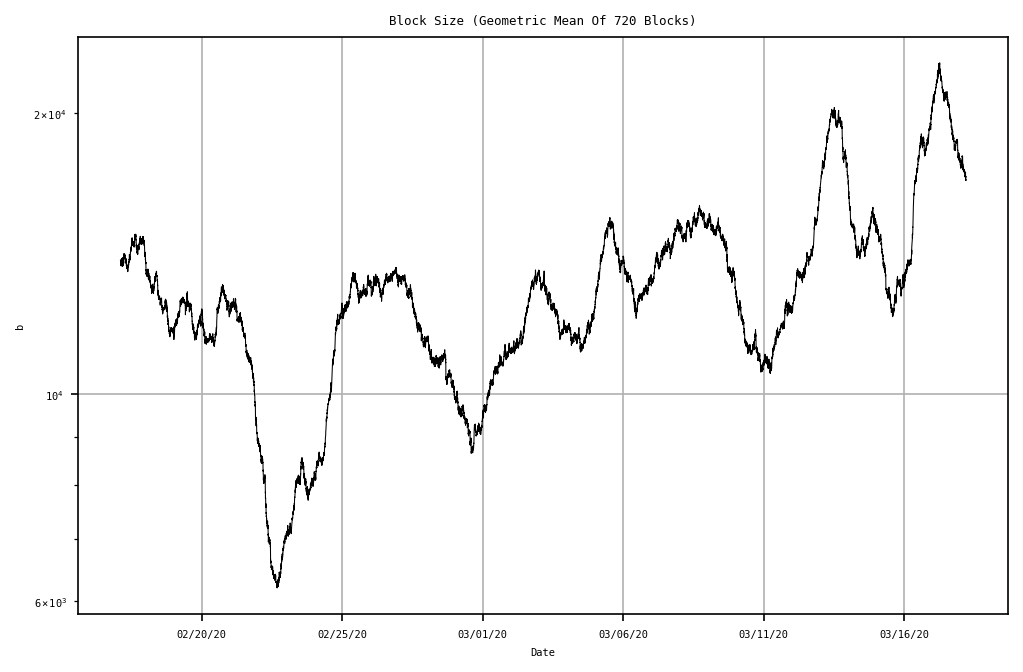 Block Size (Geometric Mean Of 720 Blocks)
2×10⁴
b
10⁴
6×10³
02/20/20 02/25/20 03/01/20 03/06/20 03/11/20 03/16/20
Date